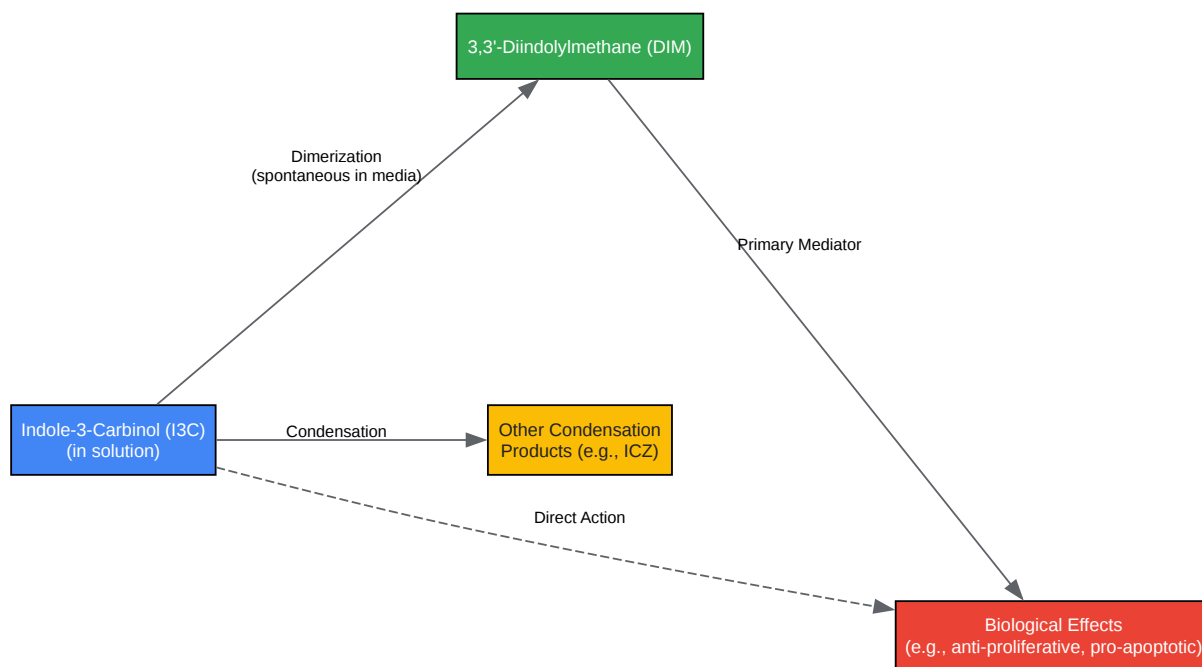 3,3'-Diindolylmethane (DIM)
Dimerization
(spontaneous in media)
Primary Mediator
Indole-3-Carbinol (I3C)
(in solution)
Condensation
Other Condensation
Products (e.g., ICZ)
Direct Action
Biological Effects
(e.g., anti-proliferative, pro-apoptotic)